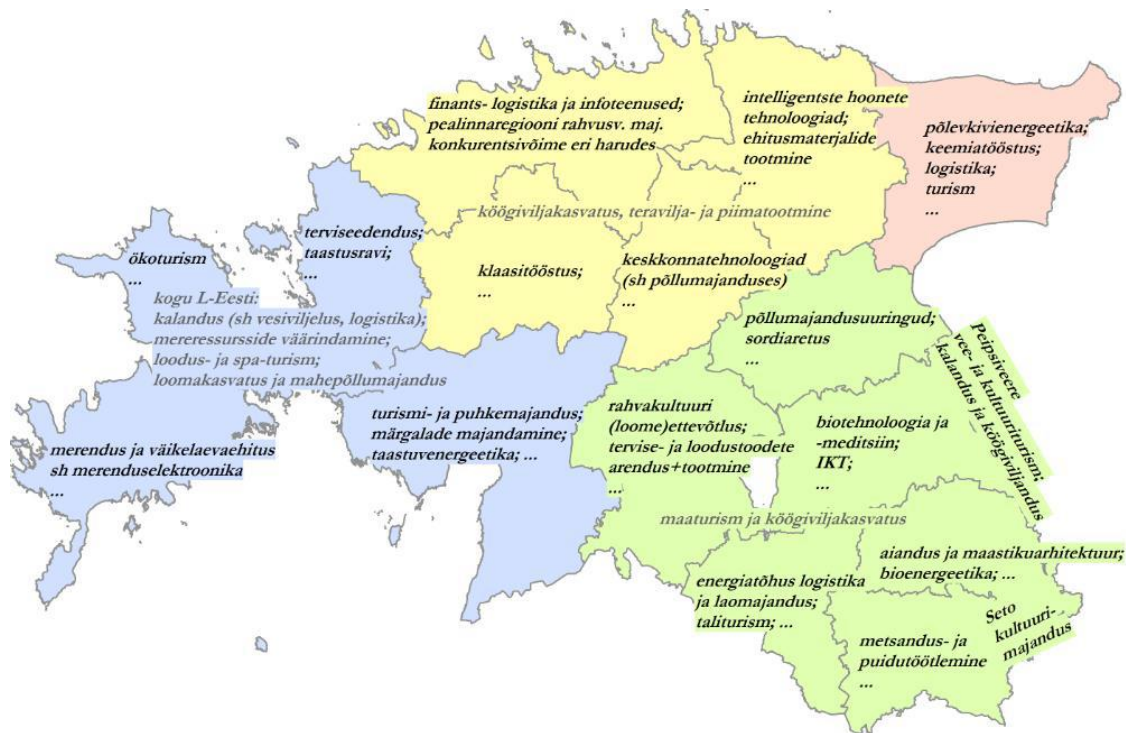 finants- logistika ja infoteenused;
pealinnaregiooni rahvusv. maj.
konkurentsivõime eri harudes
intelligentste hoonete
tehnoloogiad;
ehitusmaterjalide
tootmine
...
põlevkivienergeetika;
keemiatööstus;
logistika;
turism
...
köögiviljakasvatus, teravilja- ja piimatootmine
terviseedendus;
taastusravi;
...
ökoturism
...
klaasitööstus;
...
keskkonnatehnoloogiad
(sh põllumajanduses)
...
kogu L-Eesti:
kalandus (sh vesiviljelus, logistika);
mereressursside väärindamine;
loodus- ja spa-turism;
loomakasvatus ja mahepõllumajandus
põllumajandusuuringud;
sordiaretus
...
Peipsiveere
vee- ja kultuuriturism;
kalandus ja köögiviljandus
turismi- ja puhkemajandus;
märgalade majandamine;
taastuvenergeetika; ...
rahvakultuuri
(loome)ettevõtlus;
tervise- ja loodustoodete
arendus+tootmine
...
biotehnoloogia ja
-meditsiin;
IKT;
...
merendus ja väikelaevaehitus
sh merenduselektroonika
...
maaturism ja köögiviljakasvatus
aiandus ja maastikuarhitektuur;
bioenergeetika; ...
energiatõhus logistika
ja laomajandus;
taliturism; ...
Seto
kultuuri-
majandus
metsandus- ja
puidutöötlemine
...